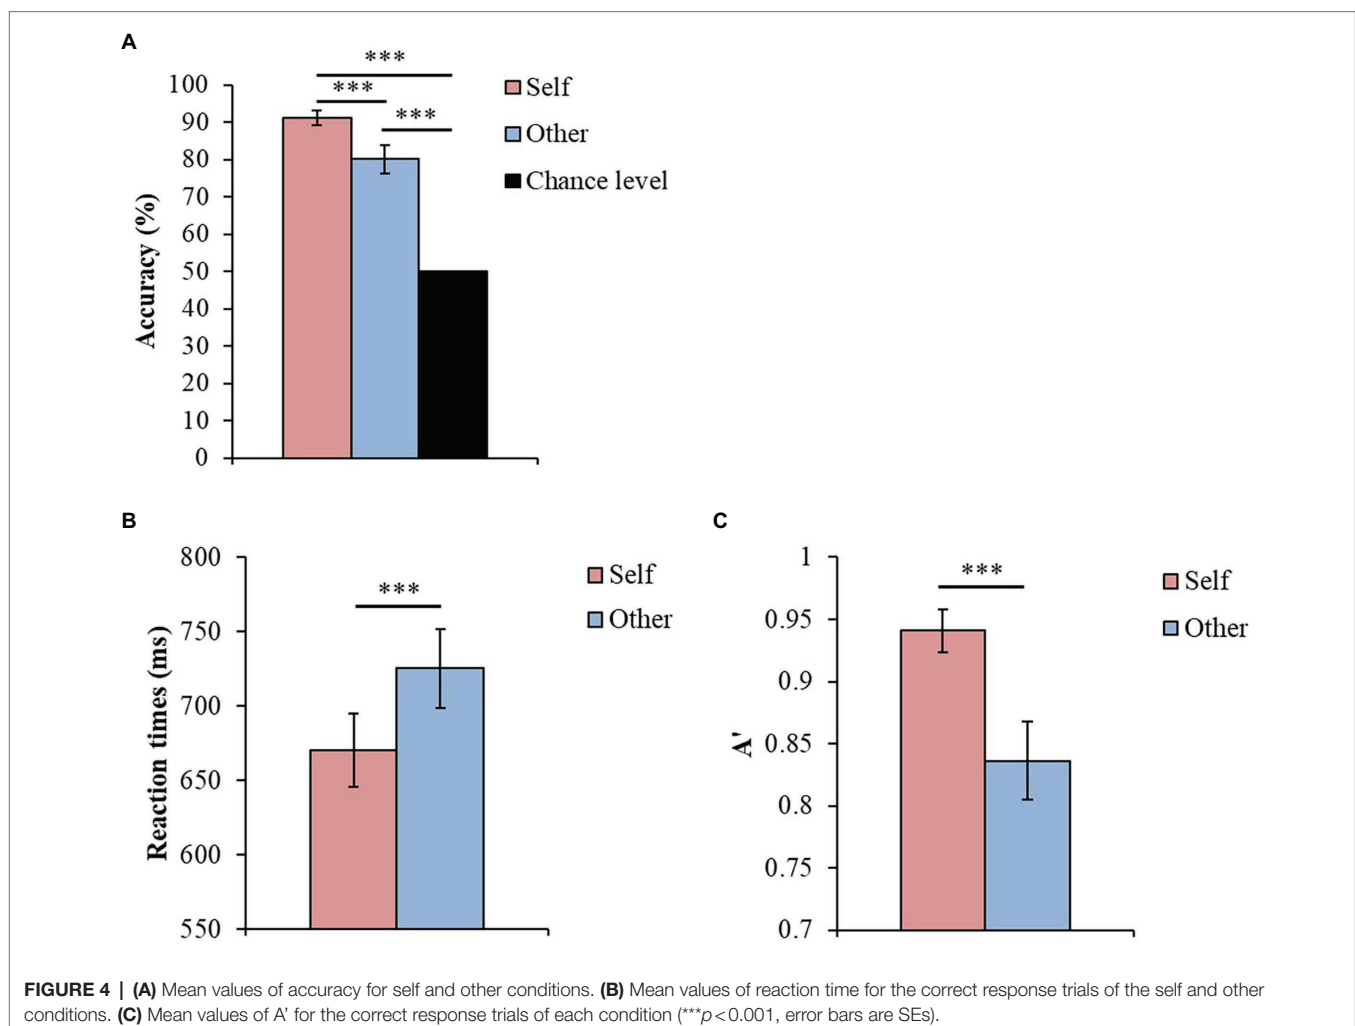 A
***
***
***
100
90
80
70
60
50
40
30
20
10
0
Accuracy (%)
Self
Other
Chance level
B
800
750
700
650
600
550
Reaction times (ms)
***
Self
Other
C
1
0.95
0.9
0.85
0.8
0.75
0.7
A'
***
Self
Other
FIGURE 4 | (A) Mean values of accuracy for self and other conditions. (B) Mean values of reaction time for the correct response trials of the self and other
conditions. (C) Mean values of A' for the correct response trials of each condition (***p<0.001, error bars are SEs).